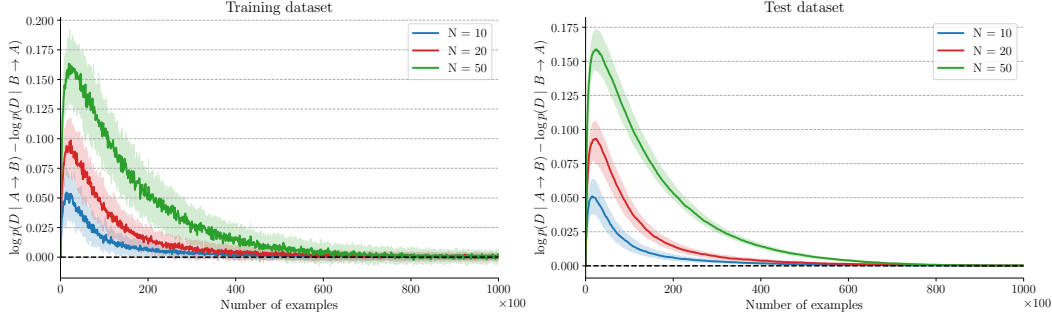 Training dataset
log p(D | A → B) − log p(D | B → A)
0.200
0.175
0.150
0.125
0.100
0.075
0.050
0.025
0.000
N = 10
N = 20
N = 50
0 200 400 600 800 1000
×100
Number of examples
Test dataset
log p(D | A → B) − log p(D | B → A)
0.175
0.150
0.125
0.100
0.075
0.050
0.025
0.000
N = 10
N = 20
N = 50
0 200 400 600 800 1000
×100
Number of examples